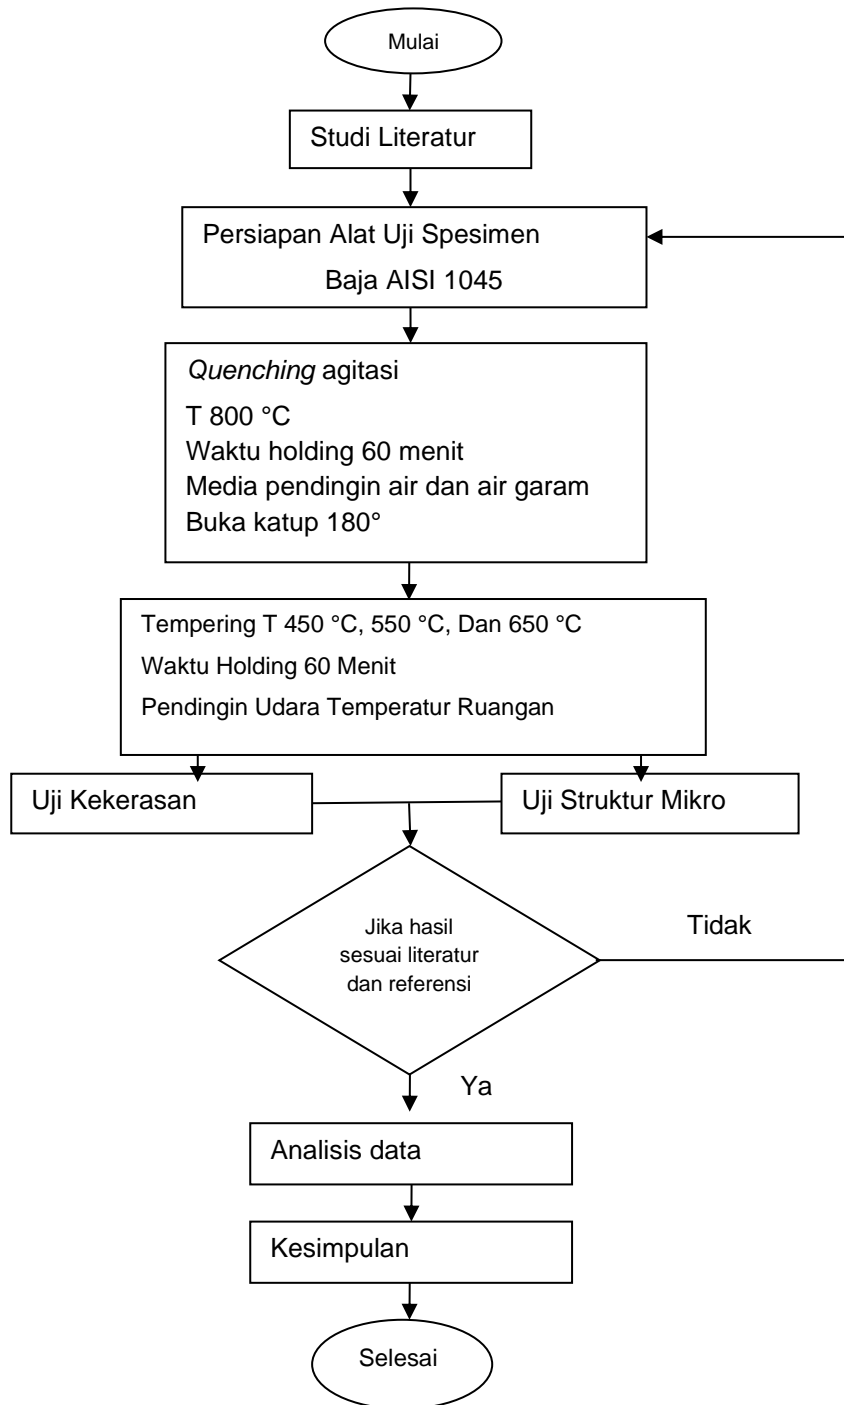 Mulai
Studi Literatur
Persiapan Alat Uji Spesimen
Baja AISI 1045
Quenching agitasi
T 800 °C
Waktu holding 60 menit
Media pendingin air dan air garam
Buka katup 180°
Tempering T 450 °C, 550 °C, Dan 650 °C
Waktu Holding 60 Menit
Pendingin Udara Temperatur Ruangan
Uji Kekerasan
Uji Struktur Mikro
Jika hasil
sesuai literatur
dan referensi
Tidak
Ya
Analisis data
Kesimpulan
Selesai